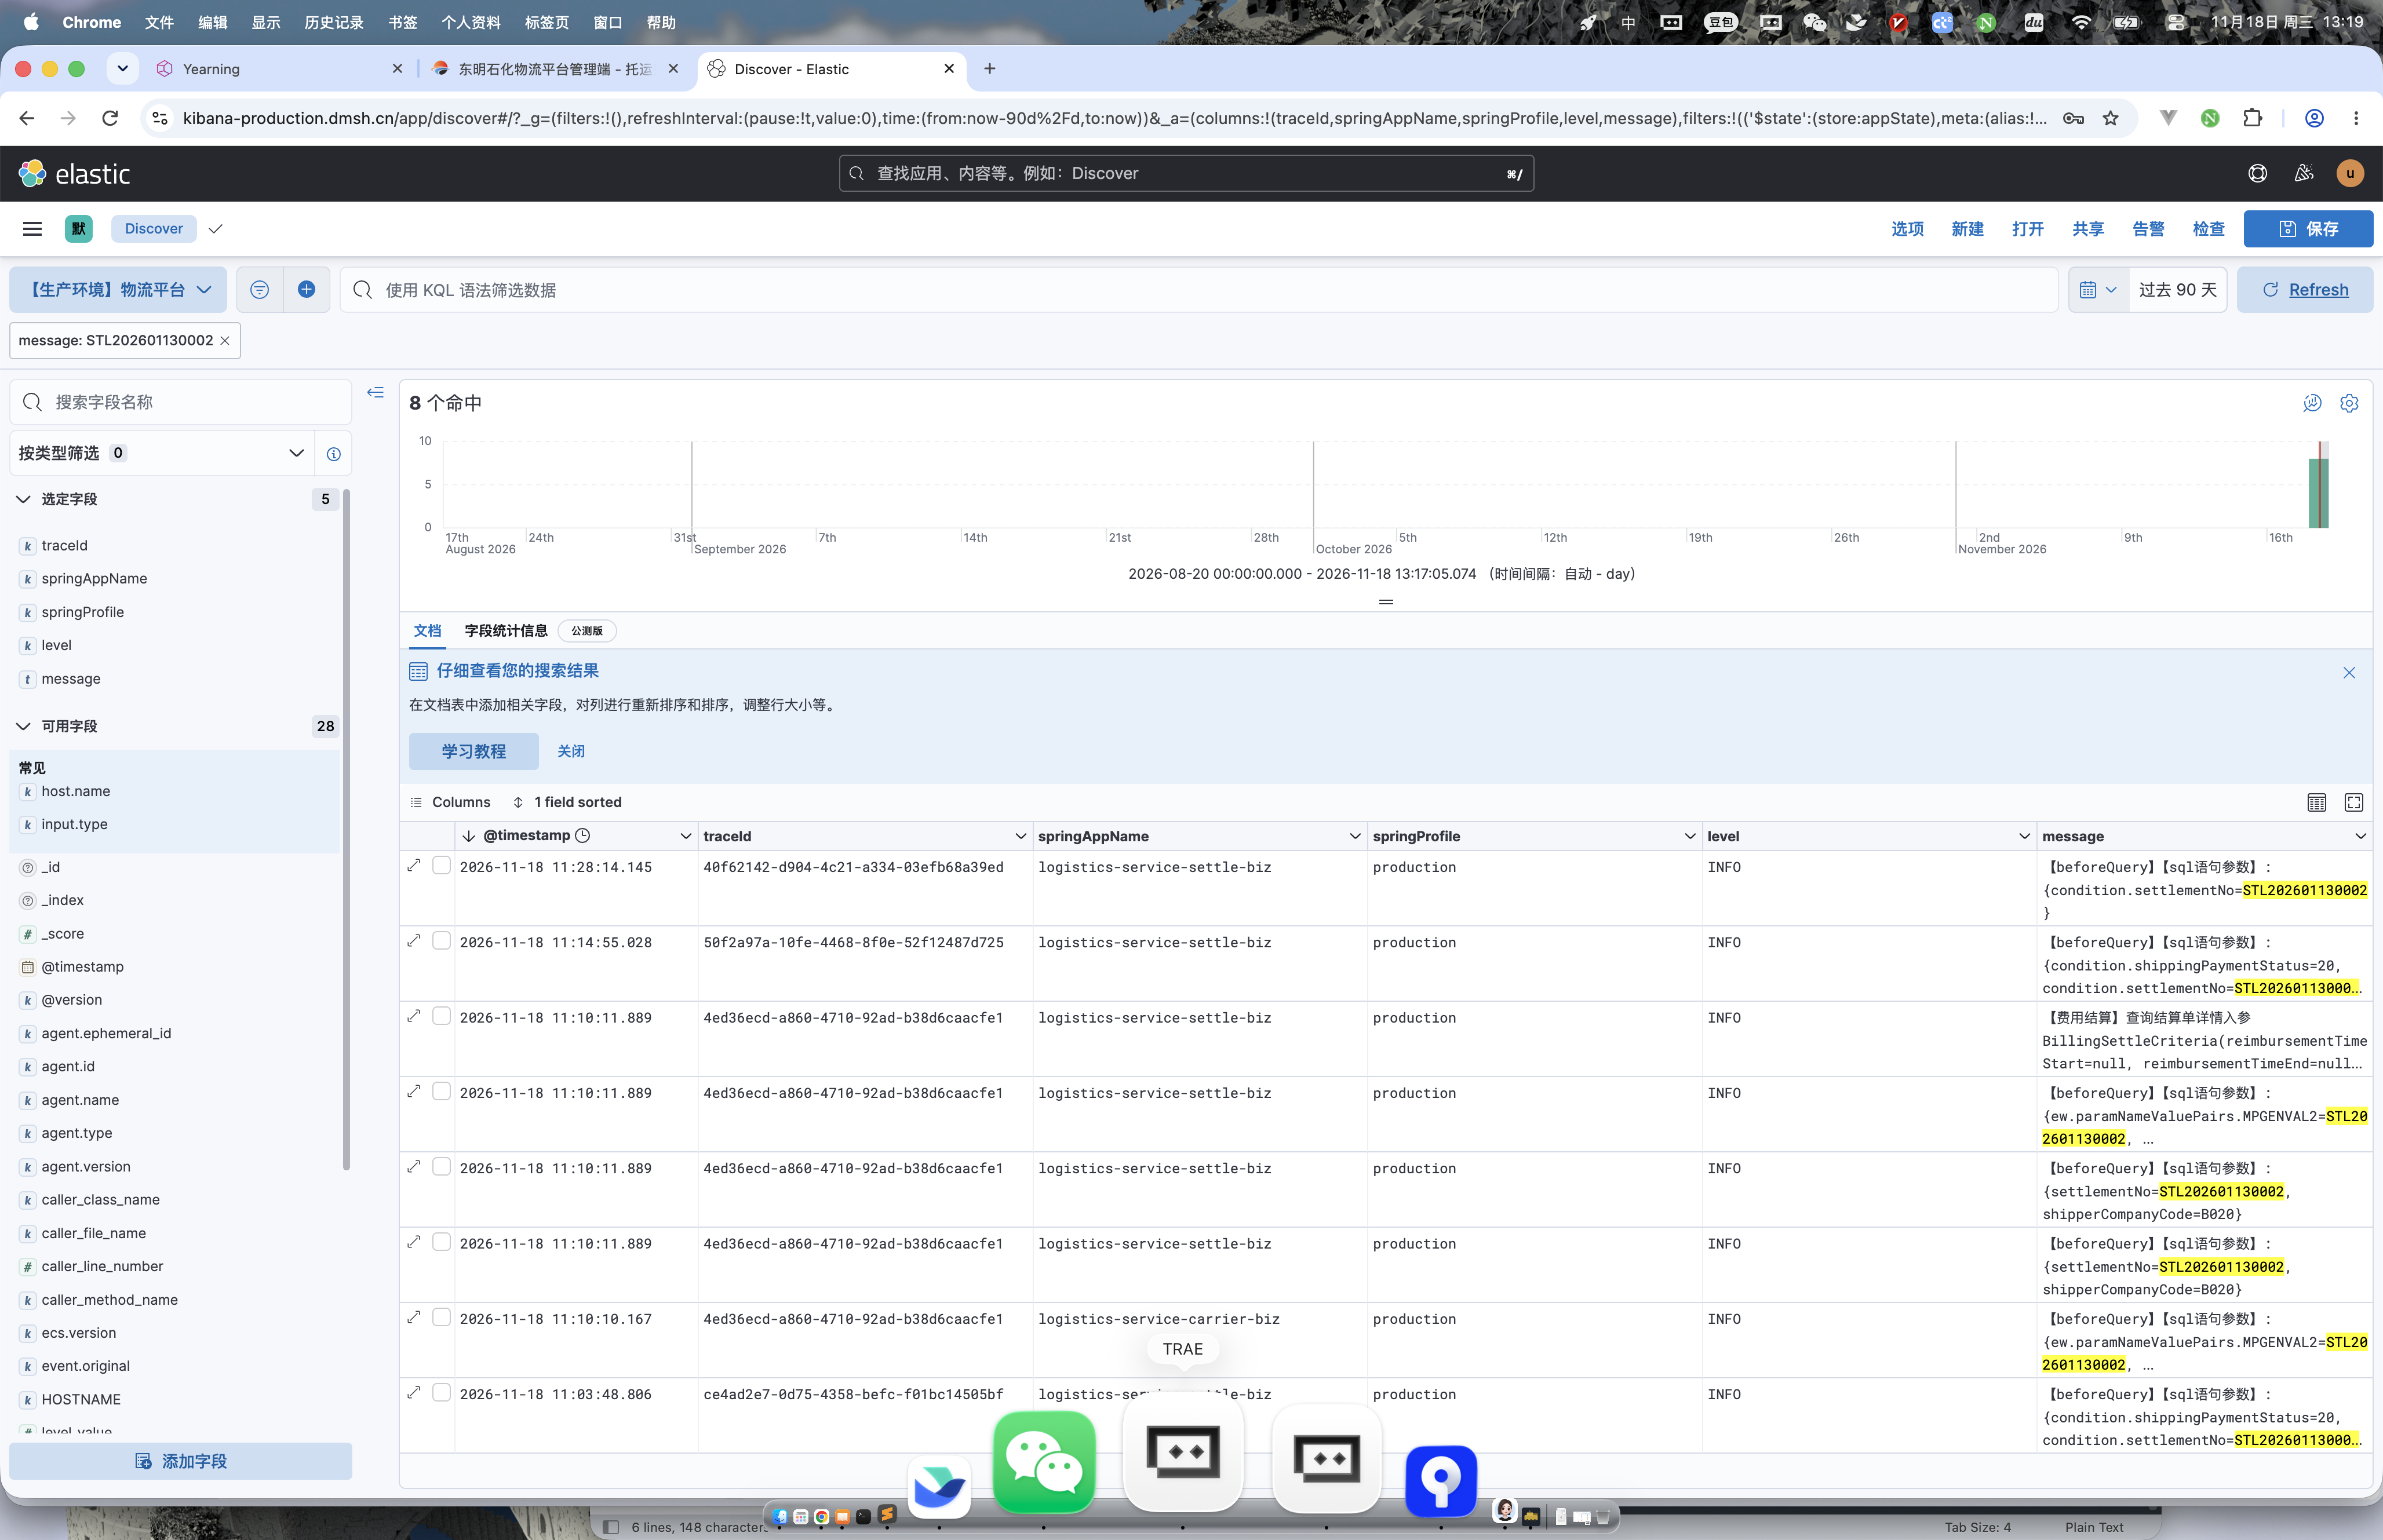 Chrome 文件 编辑 显示 历史记录 书签 个人资料 标签页 窗口 帮助
中 豆包 du 11月18日 周三 13:19
Yearning
东明石化物流平台管理端 - 托运
Discover - Elastic
kibana-production.dmsh.cn/app/discover#/?_g=(filters:!(),refreshInterval:(pause:!t,value:0),time:(from:now-90d%2Fd,to:now))&_a=(columns:!(traceId,springAppName,springProfile,level,message),filters:!(('$state':(store:appState),meta:(alias:!...
elastic
查找应用、内容等。例如：Discover
⌘/
u
默
Discover
选项 新建 打开 共享 告警 检查 保存
【生产环境】物流平台
使用 KQL 语法筛选数据
过去 90 天
Refresh
message: STL202601130002
搜索字段名称
按类型筛选 0
选定字段 5
traceId
springAppName
springProfile
level
message
可用字段 28
常见
host.name
input.type
_id
_index
_score
@timestamp
@version
agent.ephemeral_id
agent.id
agent.name
agent.type
agent.version
caller_class_name
caller_file_name
caller_line_number
caller_method_name
ecs.version
event.original
HOSTNAME
level_value
添加字段
8 个命中
10
5
0
17th 24th 31st 7th 14th 21st 28th 5th 12th 19th 26th 2nd 9th 16th
August 2026 September 2026 October 2026 November 2026
2026-08-20 00:00:00.000 - 2026-11-18 13:17:05.074 （时间间隔：自动 - day）
文档 字段统计信息 公测版
仔细查看您的搜索结果
在文档表中添加相关字段，对列进行重新排序和排序，调整行大小等。
学习教程 关闭
Columns 1 field sorted
@timestamp traceId springAppName springProfile level message
2026-11-18 11:28:14.145 40f62142-d904-4c21-a334-03efb68a39ed logistics-service-settle-biz production INFO 【beforeQuery】【sql语句参数】:
{condition.settlementNo=STL202601130002
}
2026-11-18 11:14:55.028 50f2a97a-10fe-4468-8f0e-52f12487d725 logistics-service-settle-biz production INFO 【beforeQuery】【sql语句参数】:
{condition.shippingPaymentStatus=20,
condition.settlementNo=STL20260113000...
2026-11-18 11:10:11.889 4ed36ecd-a860-4710-92ad-b38d6caacfe1 logistics-service-settle-biz production INFO 【费用结算】查询结算单详情入参
BillingSettleCriteria(reimbursementTime
Start=null, reimbursementTimeEnd=null...
2026-11-18 11:10:11.889 4ed36ecd-a860-4710-92ad-b38d6caacfe1 logistics-service-settle-biz production INFO 【beforeQuery】【sql语句参数】:
{ew.paramNameValuePairs.MPGENVAL2=STL20
2601130002, ...
2026-11-18 11:10:11.889 4ed36ecd-a860-4710-92ad-b38d6caacfe1 logistics-service-settle-biz production INFO 【beforeQuery】【sql语句参数】:
{settlementNo=STL202601130002,
shipperCompanyCode=B020}
2026-11-18 11:10:11.889 4ed36ecd-a860-4710-92ad-b38d6caacfe1 logistics-service-settle-biz production INFO 【beforeQuery】【sql语句参数】:
{settlementNo=STL202601130002,
shipperCompanyCode=B020}
2026-11-18 11:10:10.167 4ed36ecd-a860-4710-92ad-b38d6caacfe1 logistics-service-carrier-biz production INFO 【beforeQuery】【sql语句参数】:
{ew.paramNameValuePairs.MPGENVAL2=STL20
2601130002, ...
2026-11-18 11:03:48.806 ce4ad2e7-0d75-4358-befc-f01bc14505bf production INFO 【beforeQuery】【sql语句参数】:
{condition.shippingPaymentStatus=20,
condition.settlementNo=STL20260113000...
TRAE
6 lines, 148 characters
Tab Size: 4 Plain Text